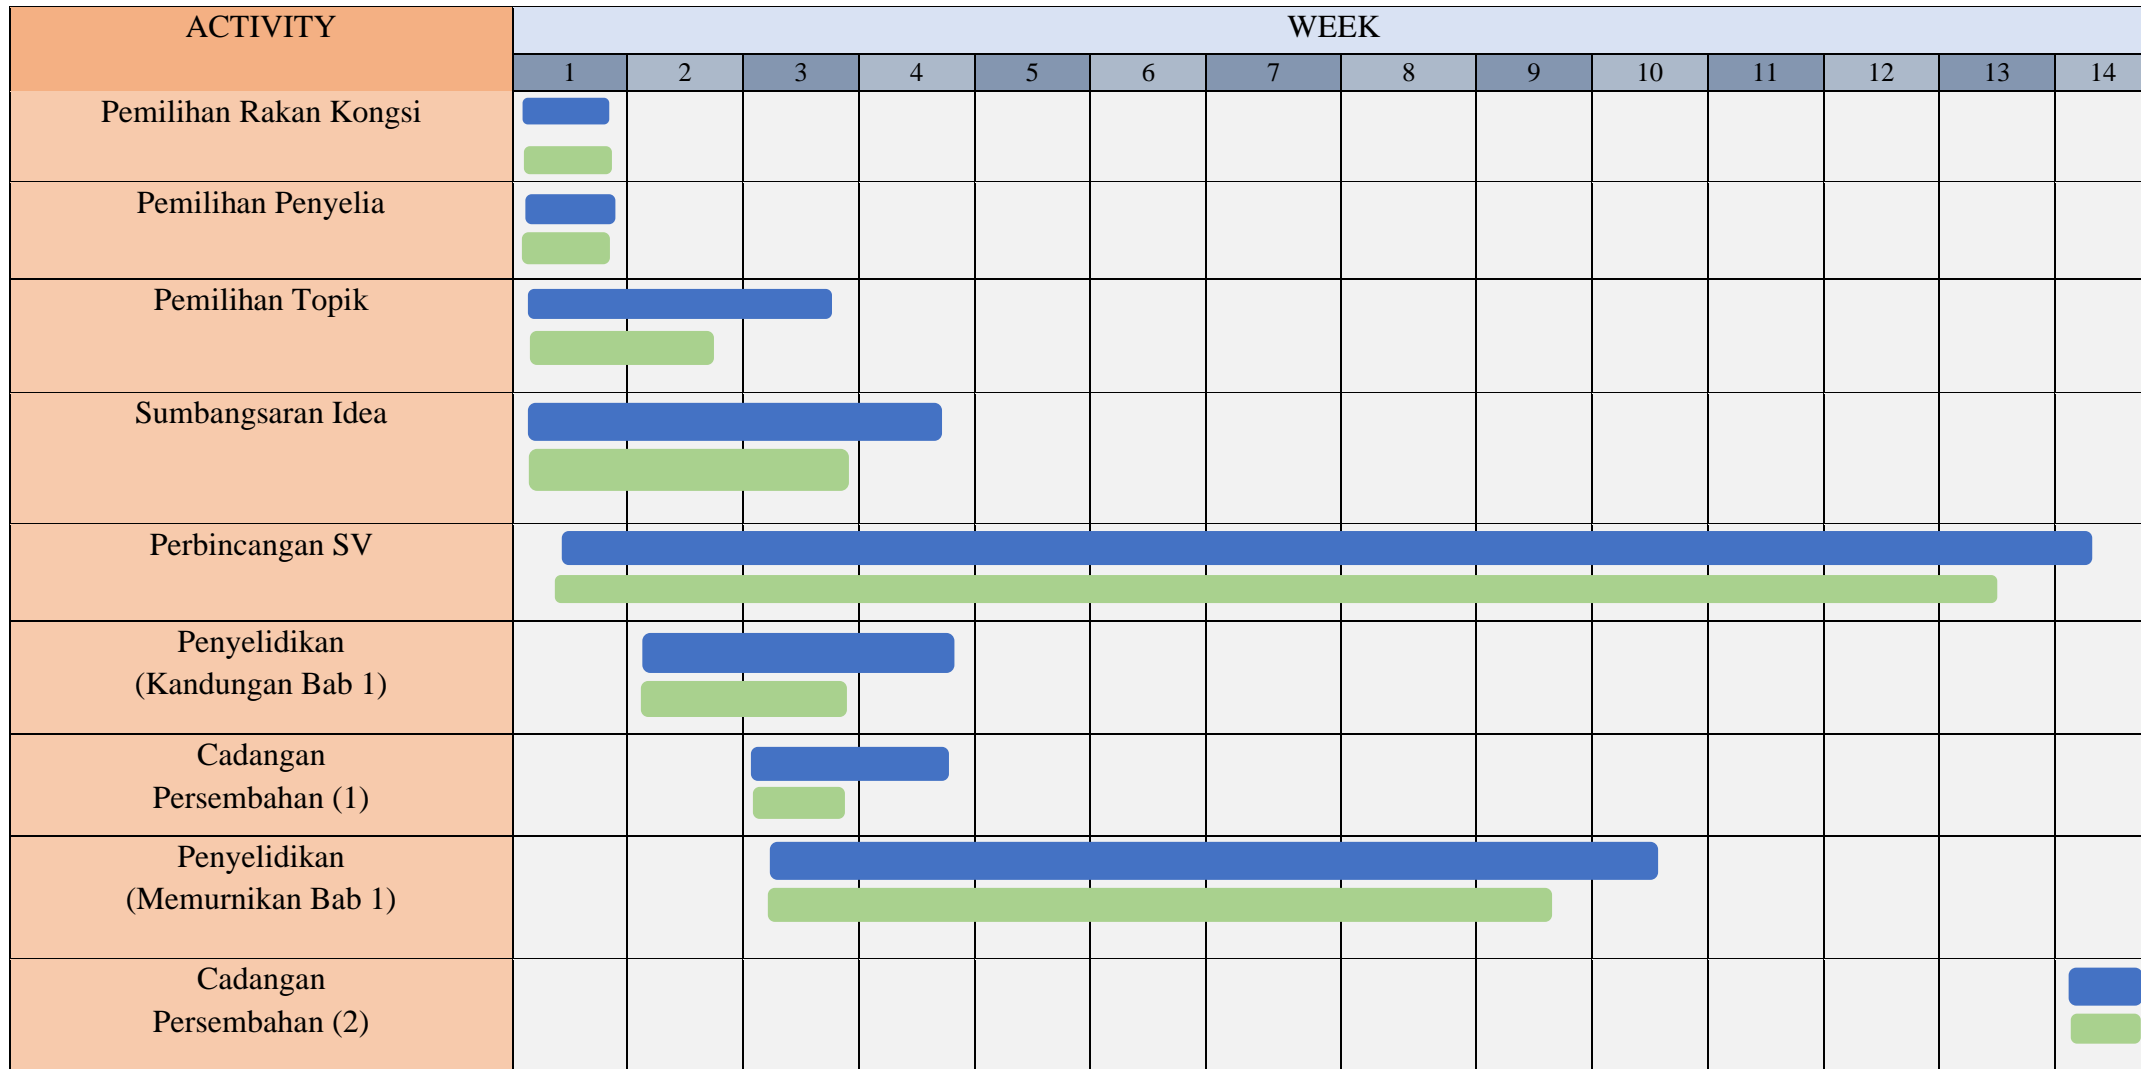 ACTIVITY
WEEK
1 2 3 4 5 6 7 8 9 10 11 12 13 14
Pemilihan Rakan Kongsi
Pemilihan Penyelia
Pemilihan Topik
Sumbangsaran Idea
Perbincangan SV
Penyelidikan
(Kandungan Bab 1)
Cadangan
Persembahan (1)
Penyelidikan
(Memurnikan Bab 1)
Cadangan
Persembahan (2)